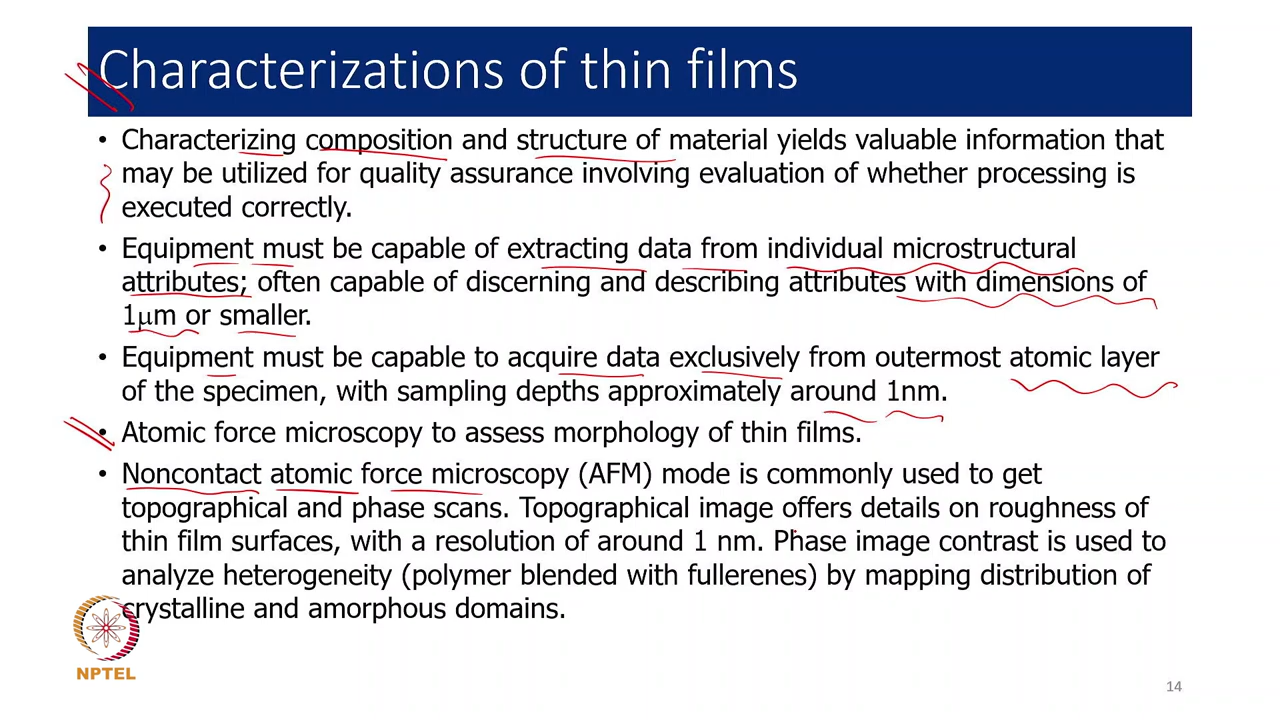 Characterizations of thin films
• Characterizing composition and structure of material yields valuable information that
may be utilized for quality assurance involving evaluation of whether processing is
executed correctly.
• Equipment must be capable of extracting data from individual microstructural
attributes; often capable of discerning and describing attributes with dimensions of
1μm or smaller.
• Equipment must be capable to acquire data exclusively from outermost atomic layer
of the specimen, with sampling depths approximately around 1nm.
• Atomic force microscopy to assess morphology of thin films.
• Noncontact atomic force microscopy (AFM) mode is commonly used to get
topographical and phase scans. Topographical image offers details on roughness of
thin film surfaces, with a resolution of around 1 nm. Phase image contrast is used to
analyze heterogeneity (polymer blended with fullerenes) by mapping distribution of
crystalline and amorphous domains.
NPTEL
14